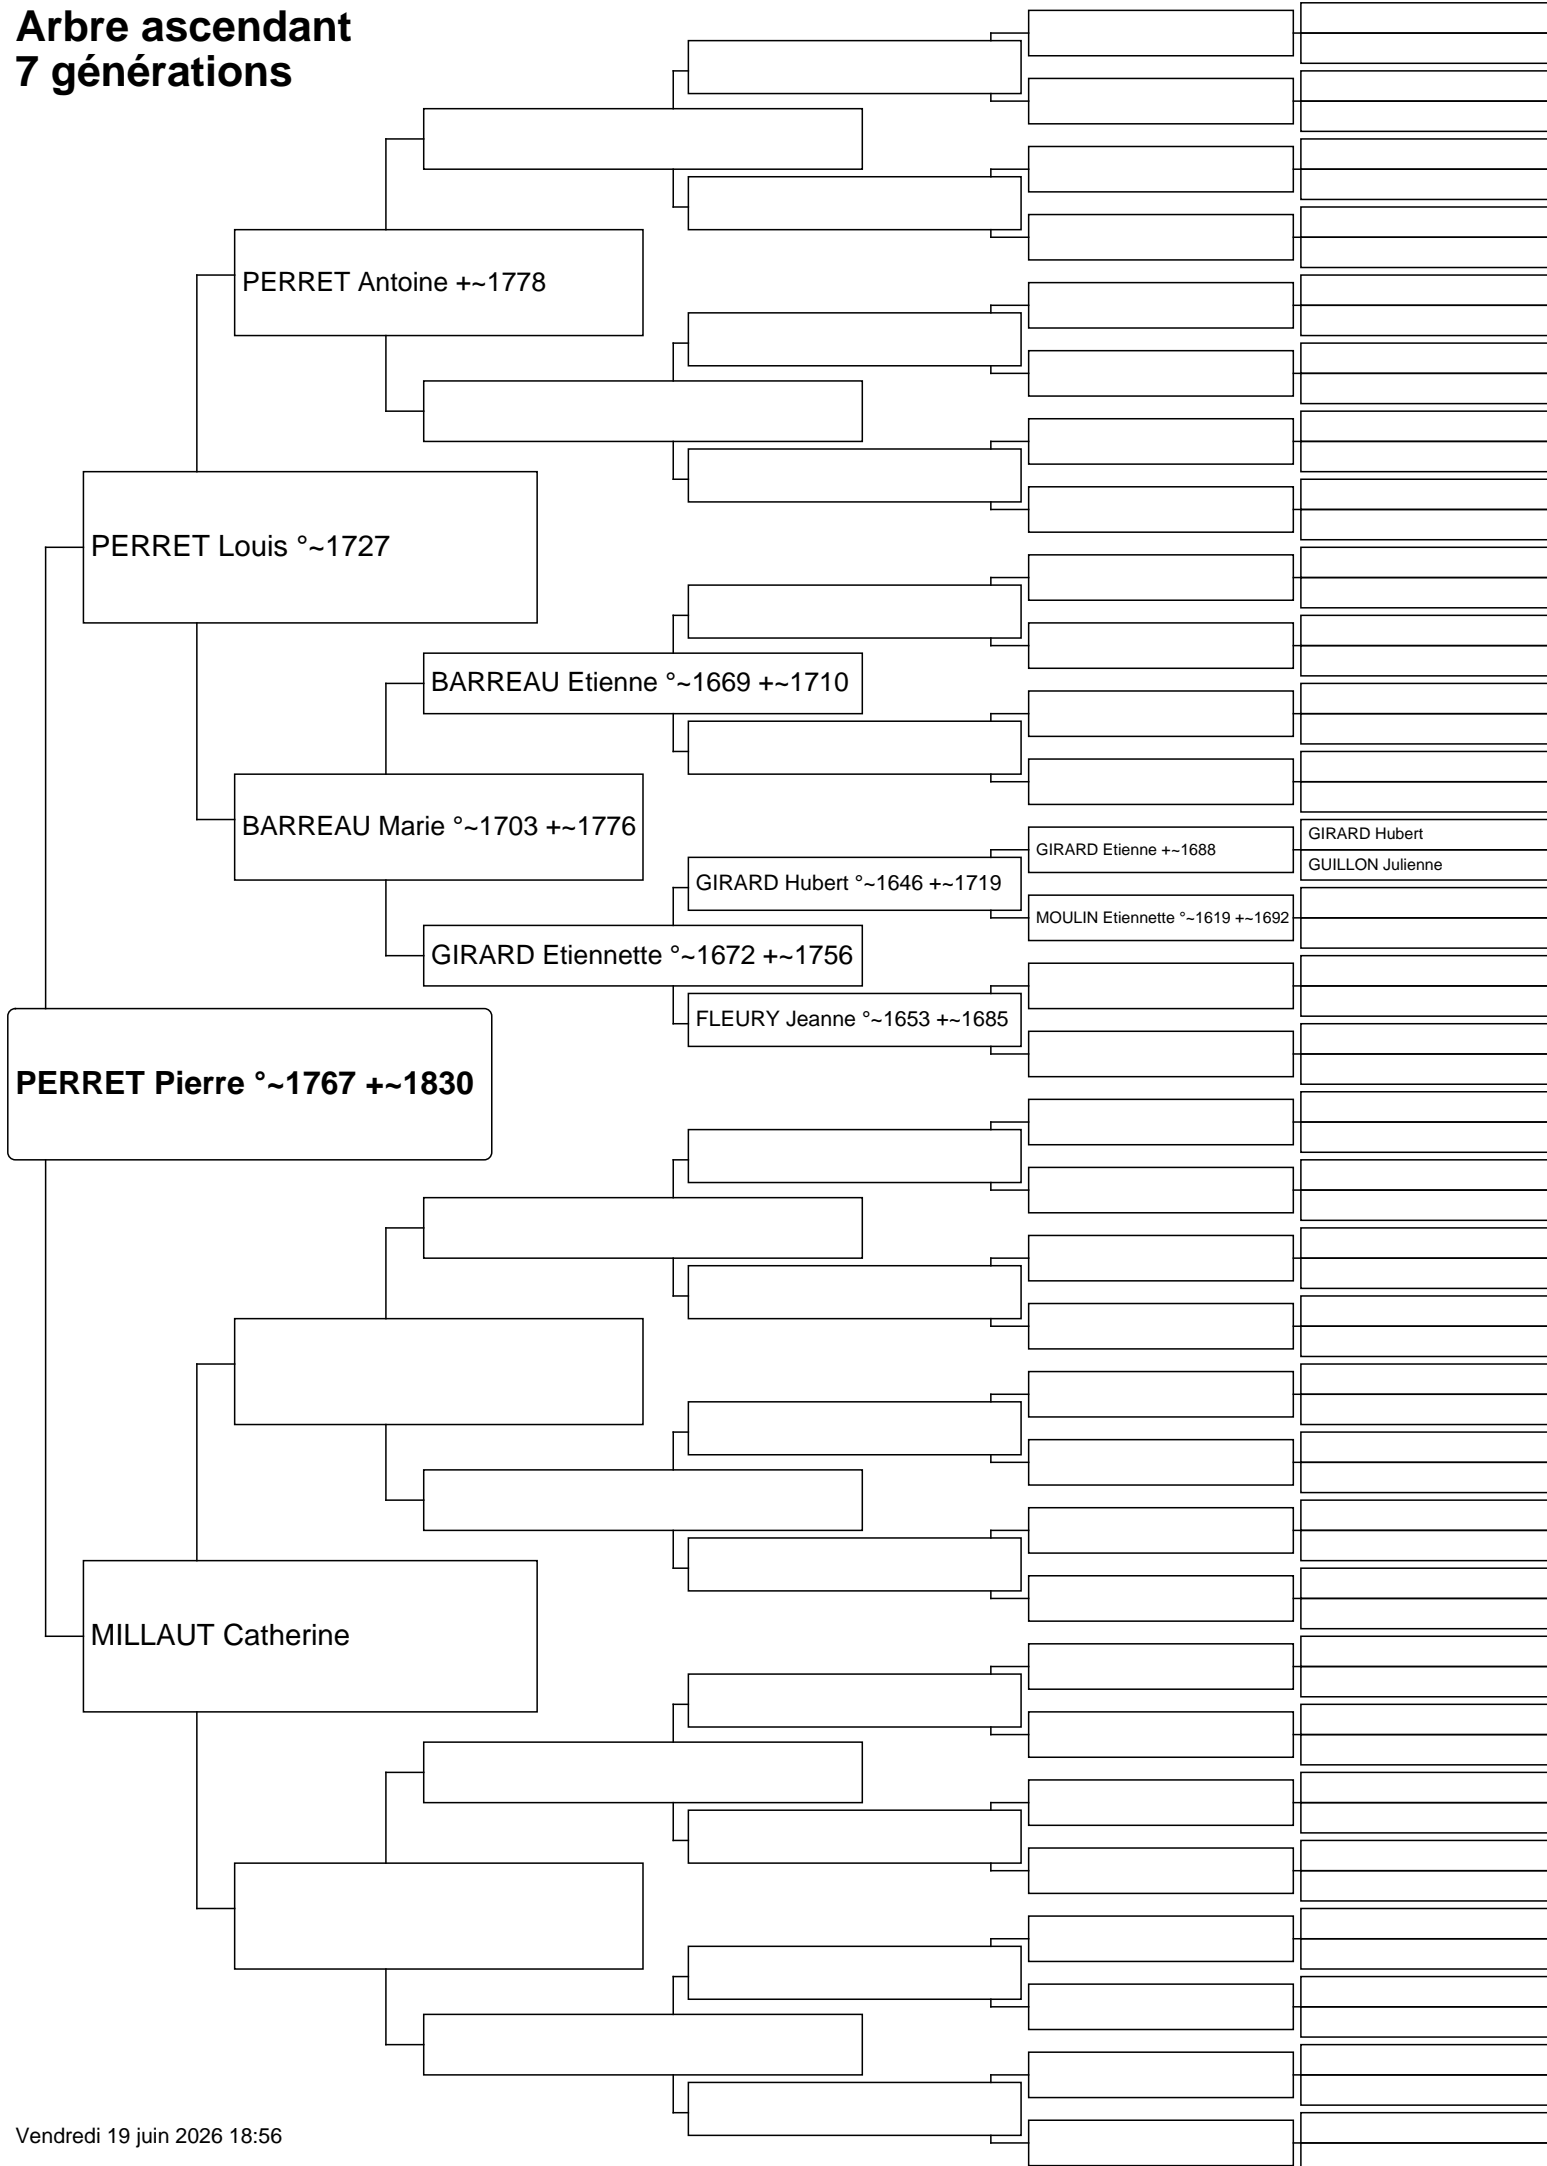 Arbre ascendant
7 générations
PERRET Antoine +~1778
PERRET Louis °~1727
BARREAU Etienne °~1669 +~1710
BARREAU Marie °~1703 +~1776
GIRARD Hubert
GIRARD Etienne +~1688
GUILLON Julienne
GIRARD Hubert °~1646 +~1719
MOULIN Etiennette °~1619 +~1692
GIRARD Etiennette °~1672 +~1756
FLEURY Jeanne °~1653 +~1685
PERRET Pierre °~1767 +~1830
MILLAUT Catherine
Vendredi 19 juin 2026 18:56